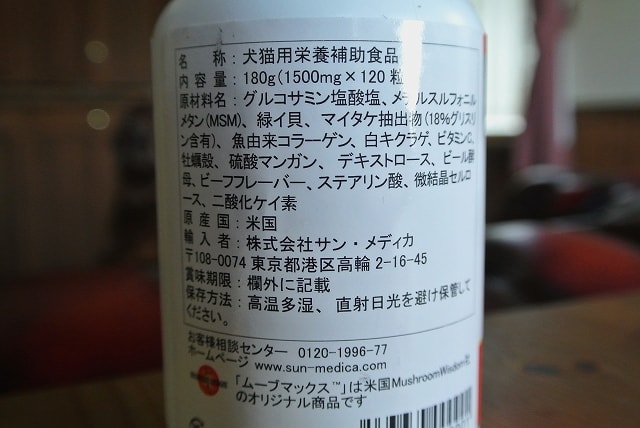 名　　称：犬猫用栄養補助食品
内 容 量：180g(1500mg×120粒
原材料名：グルコサミン塩酸塩、メチルスルフォニル
メタン(MSM)、緑イ貝、マイタケ抽出物(18%グリスリ
ン含有)、魚由来コラーゲン、白キクラゲ、ビタミンC、
牡蠣殻、硫酸マンガン、デキストロース、ビール酵
母、ビーフフレーバー、ステアリン酸、微結晶セルロ
ース、二酸化ケイ素
原 産 国：米国
輸 入 者：株式会社サン・メディカ
〒108-0074 東京都港区高輪 2-16-45
賞味期限：欄外に記載
保存方法：高温多湿、直射日光を避け保管して
ください。
お客様相談センター 0120-1996-77
ホームページ www.sun-medica.com
「ムーブマックス™」は米国MushroomWisdom社
のオリジナル商品です